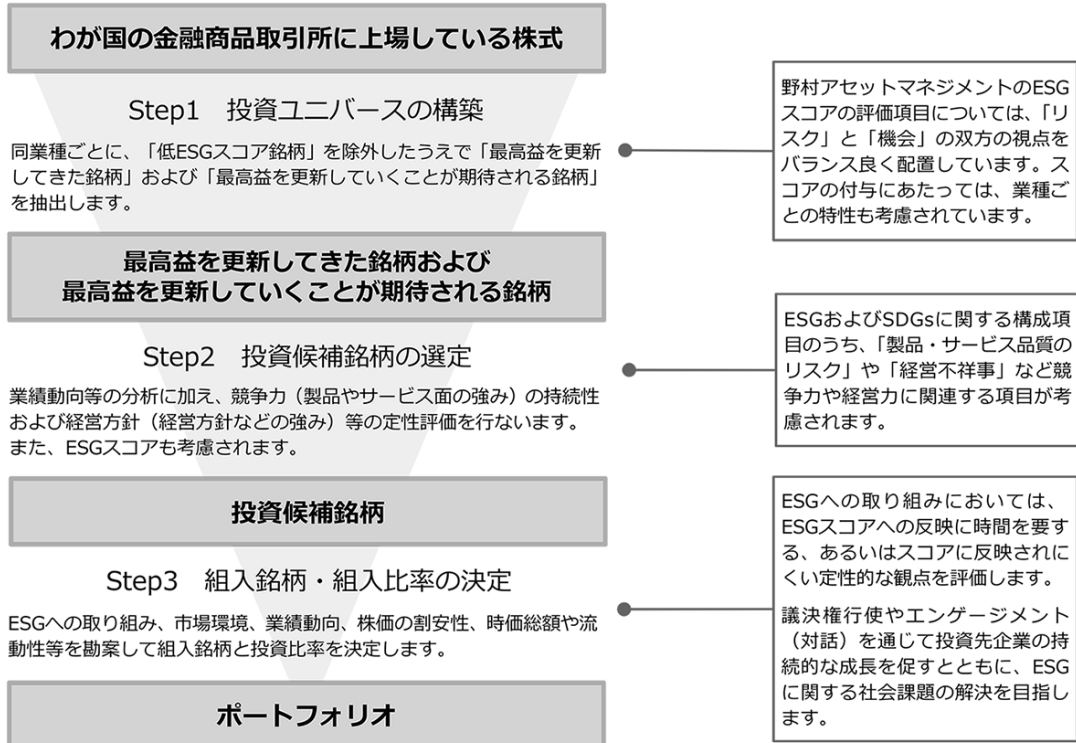 わが国の金融商品取引所に上場している株式
Step1 投資ユニバースの構築
同業種ごとに、「低ESGスコア銘柄」を除外したうえで「最高益を更新
してきた銘柄」および「最高益を更新していくことが期待される銘柄」
を抽出します。
野村アセットマネジメントのESG
スコアの評価項目については、「リ
スク」と「機会」の双方の視点を
バランス良く配置しています。ス
コアの付与にあたっては、業種ご
との特性も考慮されています。
最高益を更新してきた銘柄および
最高益を更新していくことが期待される銘柄
Step2 投資候補銘柄の選定
業績動向等の分析に加え、競争力（製品やサービス面の強み）の持続性
および経営方針（経営方針などの強み）等の定性評価を行ないます。
また、ESGスコアも考慮されます。
ESGおよびSDGsに関する構成項
目のうち、「製品・サービス品質の
リスク」や「経営不祥事」など競
争力や経営力に関連する項目が考
慮されます。
投資候補銘柄
Step3 組入銘柄・組入比率の決定
ESGへの取り組み、市場環境、業績動向、株価の割安性、時価総額や流
動性等を勘案して組入銘柄と投資比率を決定します。
ESGへの取り組みにおいては、
ESGスコアへの反映に時間を要す
る、あるいはスコアに反映されに
くい定性的な観点を評価します。
議決権行使やエンゲージメント
（対話）を通じて投資先企業の持
続的な成長を促すとともに、ESG
に関する社会課題の解決を目指し
ます。
ポートフォリオ